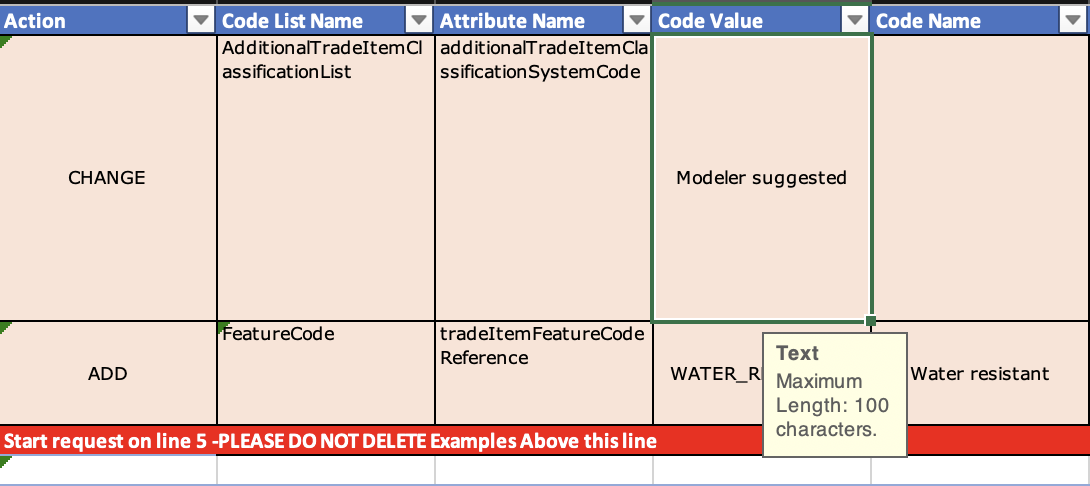 Action Code List Name Attribute Name Code Value Code Name
AdditionalTradeItemCl additionalTradeItemCla
assificationList ssificationSystemCode
CHANGE Modeler suggested
FeatureCode tradeItemFeatureCode
Reference
ADD Water resistant
Text
Maximum
Length: 100
characters.
Start request on line 5 -PLEASE DO NOT DELETE Examples Above this line